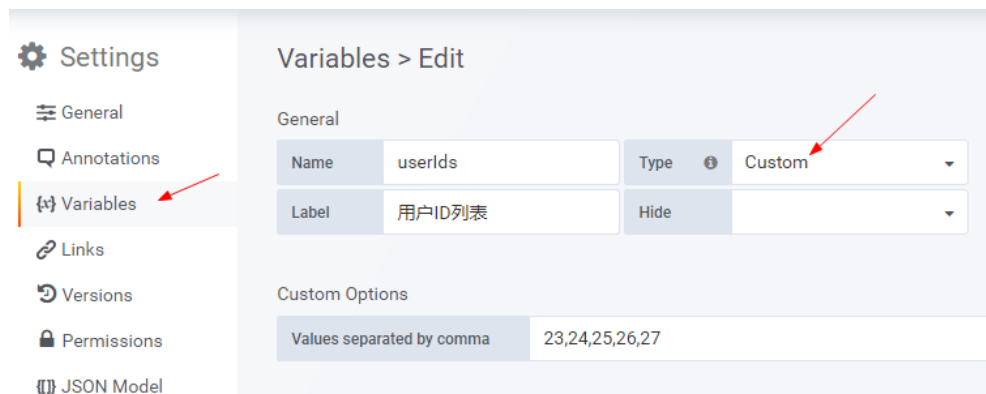 Settings
General
Annotations
{x} Variables
Links
Versions
Permissions
{[]} JSON Model
Variables > Edit
General
Name userIds Type Custom
Label 用户ID列表 Hide
Custom Options
Values separated by comma 23,24,25,26,27